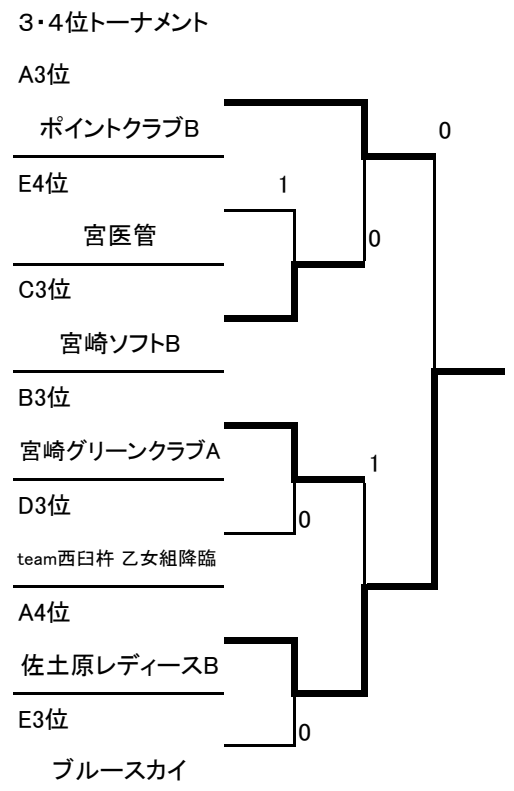 3・4位トーナメント
A3位
ポイントクラブB
0
E4位
1
宮医管
0
C3位
宮崎ソフトB
B3位
宮崎グリーンクラブA
1
D3位
0
team西臼杵 乙女組降臨
A4位
佐土原レディースB
E3位
0
ブルースカイ